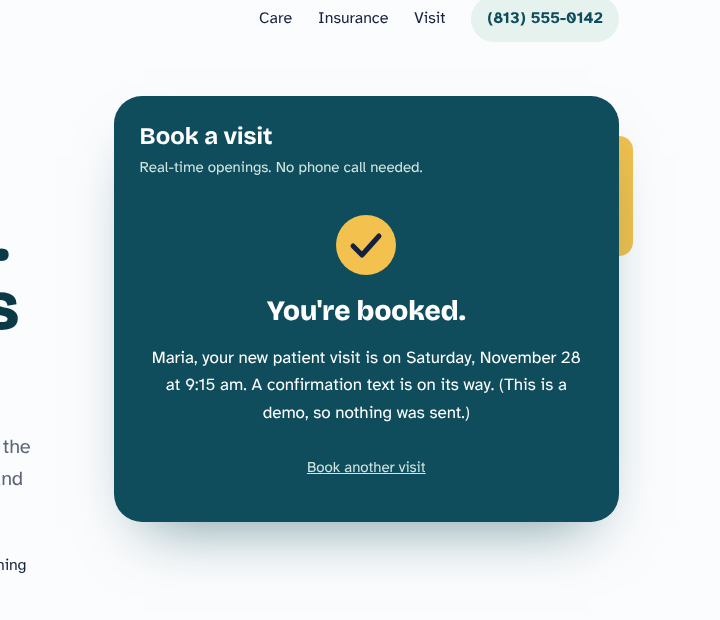 Care Insurance Visit (813) 555-0142
Book a visit
Real-time openings. No phone call needed.
You're booked.
Maria, your new patient visit is on Saturday, November 28
at 9:15 am. A confirmation text is on its way. (This is a
demo, so nothing was sent.)
Book another visit
the